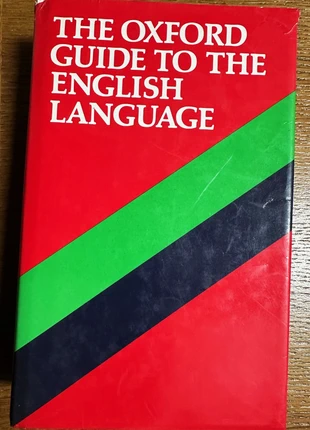 THE OXFORD
GUIDE TO THE
ENGLISH
LANGUAGE